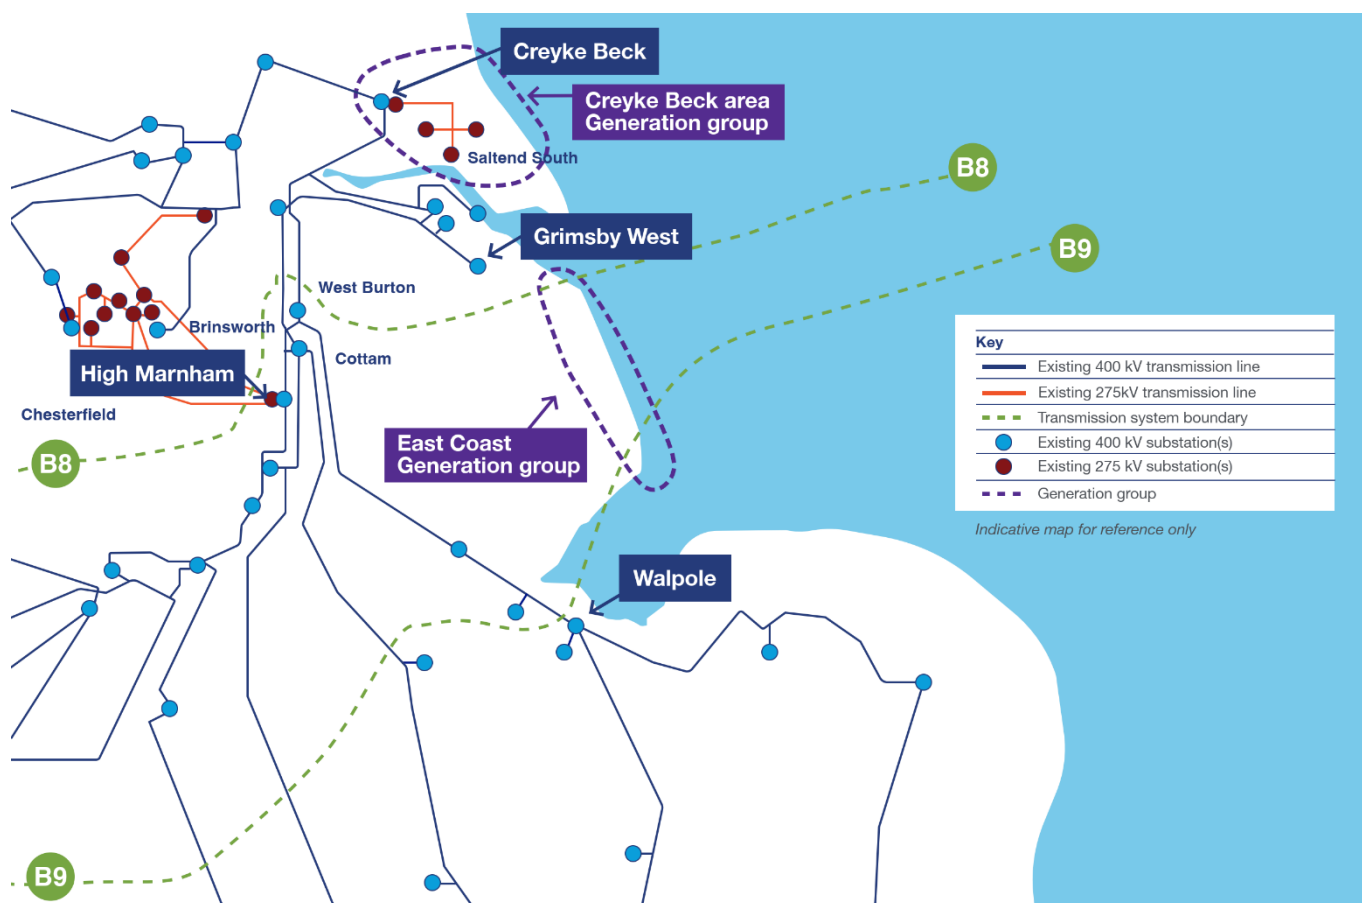 Creyke Beck
Creyke Beck area
Generation group
Saltend South
B8
Grimsby West
B9
West Burton
Brinsworth
Cottam
High Marnham
Chesterfield
B8
East Coast
Generation group
Key
Existing 400 kV transmission line
Existing 275kV transmission line
Transmission system boundary
Existing 400 kV substation(s)
Existing 275 kV substation(s)
Generation group
Indicative map for reference only
Walpole
B9